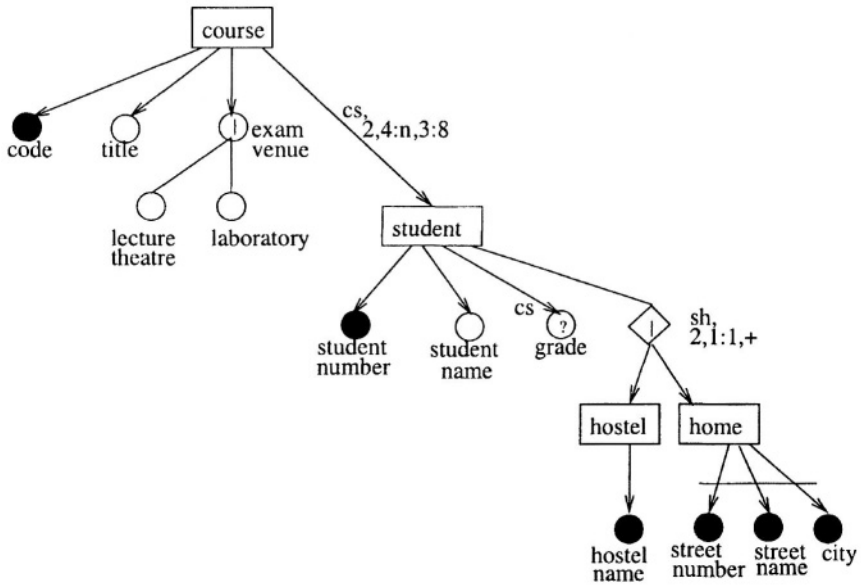 course
cs,
2,4:n,3:8
code
title
exam
venue
lecture
theatre
laboratory
student
student
number
student
name
cs
?
grade
sh,
2,1:1,+
hostel
home
hostel
name
street
number
street
name
city